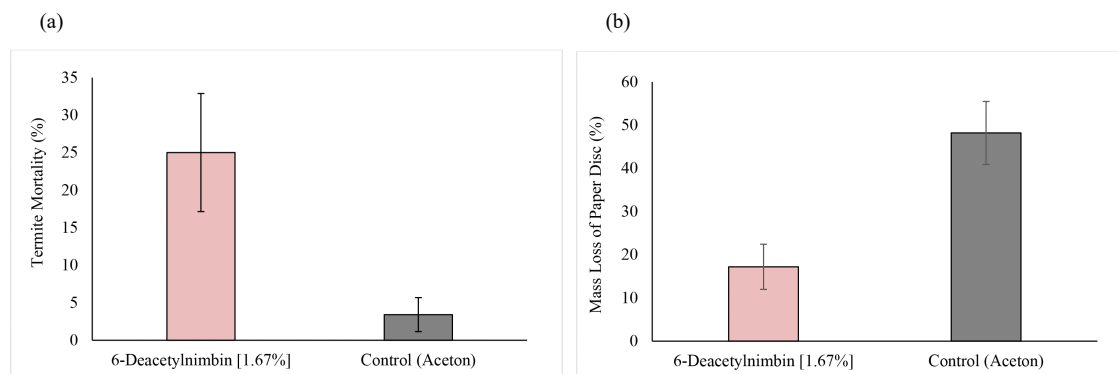 (a)
(b)
Termite Mortality (%)
35
30
25
20
15
10
5
0
6-Deacetylnimbin [1.67%]
Control (Aceton)
Mass Loss of Paper Disc (%)
60
50
40
30
20
10
0
6-Deacetylnimbin [1.67%]
Control (Aceton)